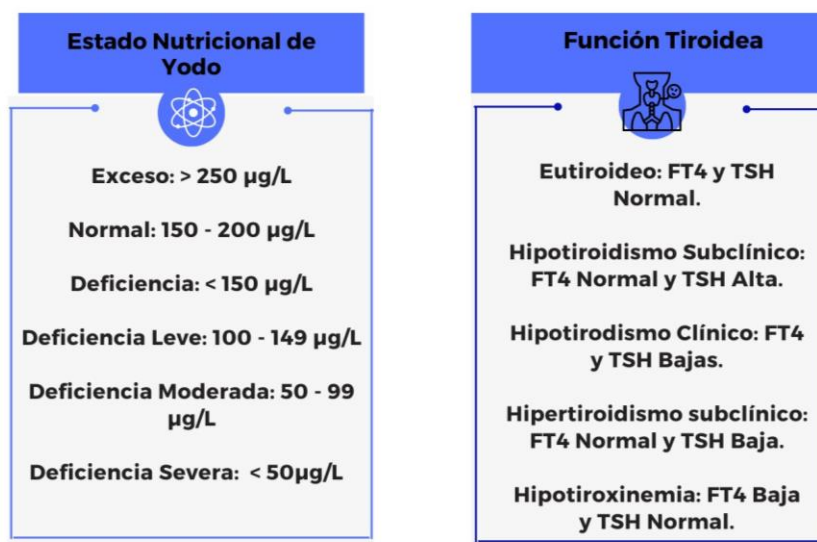 Estado Nutricional de
Yodo
Exceso: > 250 µg/L
Normal: 150 - 200 µg/L
Deficiencia: < 150 µg/L
Deficiencia Leve: 100 - 149 µg/L
Deficiencia Moderada: 50 - 99
µg/L
Deficiencia Severa: < 50µg/L
Función Tiroidea
Eutiroideo: FT4 y TSH
Normal.
Hipotiroidismo Subclínico:
FT4 Normal y TSH Alta.
Hipotirodismo Clínico: FT4
y TSH Bajas.
Hipertiroidismo subclínico:
FT4 Normal y TSH Baja.
Hipotiroxinemia: FT4 Baja
y TSH Normal.